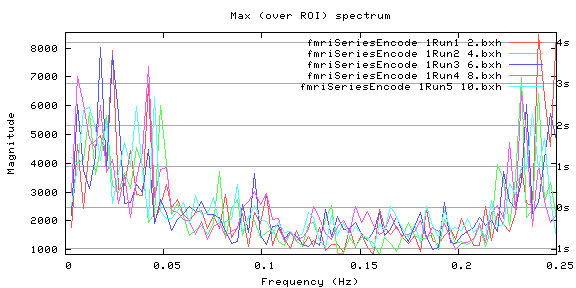 Max (over ROI) spectrum
fmriSeriesEncode 1Run1 2.bxh
fmriSeriesEncode 1Run2 4.bxh
fmriSeriesEncode 1Run3 6.bxh
fmriSeriesEncode 1Run4 8.bxh
fmriSeriesEncode 1Run5 10.bxh
8000
7000
6000
5000
4000
3000
2000
1000
Magnitude
4s
3s
2s
1s
0s
1s
0
0.05
0.1
0.15
0.2
0.25
Frequency (Hz)